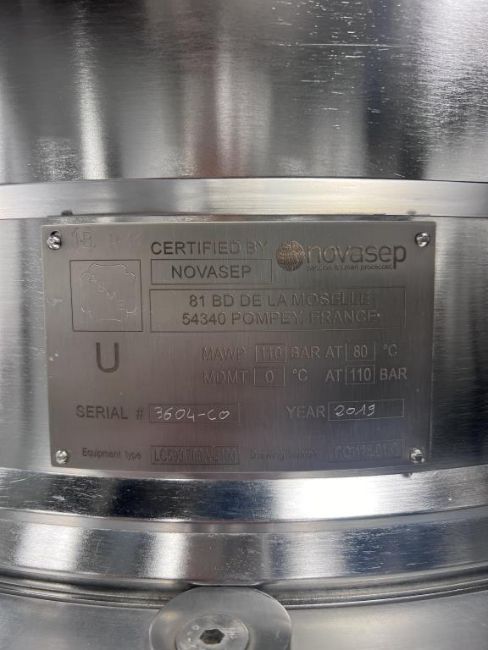 CERTIFIED BY novasep
NOVASEP
81 BD DE LA MOSELLE
54340 POMPEY, FRANCE
U
MAWP 110 BAR AT 80 °C
MDMT 0 °C AT 110 BAR
SERIAL # 3604-CO YEAR 2019
Equipment type